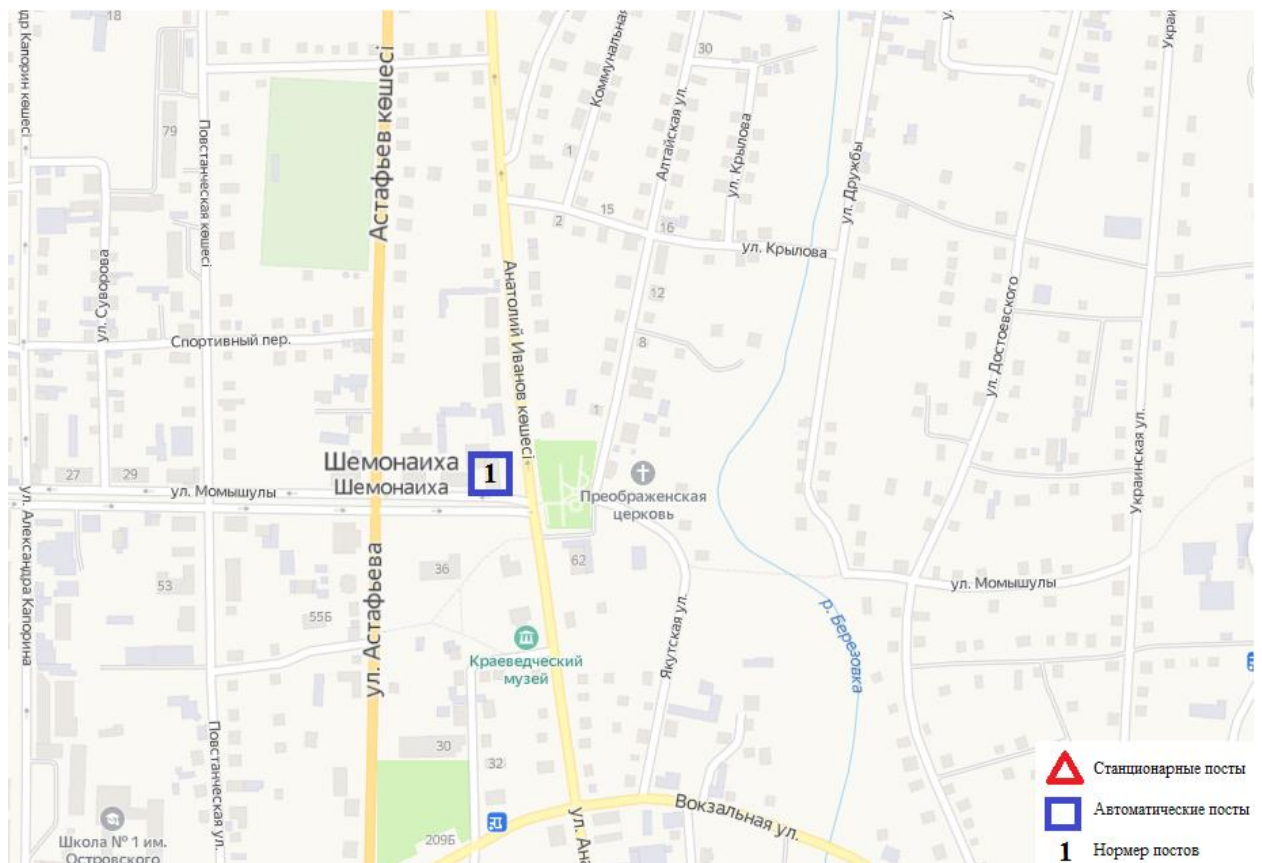 18
др Капорин көшесі
79
Повстанческая көшесі
Астафьев көшесі
Коммунальная
30
Алтайская ул.
ул. Крылова
1
15
2
16
ул. Крылова
ул. Дружбы
Украи
ул. Суворова
Спортивный пер.
Анатолий Иванов көшесі
12
8
1
ул. Достоевского
Украинская ул.
27
29
ул. Момышулы
Шемонаиха
Шемонаиха
1
Преображенская
церковь
ул. Александра Капорина
53
55Б
36
62
ул. Астафьева
Краеведческий
музей
Якутская ул.
р. Березовка
ул. Момышулы
Повстанческая ул.
30
32
209Б
ул. Ана
Вокзальная ул.
Школа № 1 им.
Островского
Станционарные посты
Автоматические посты
1 Нормер постов